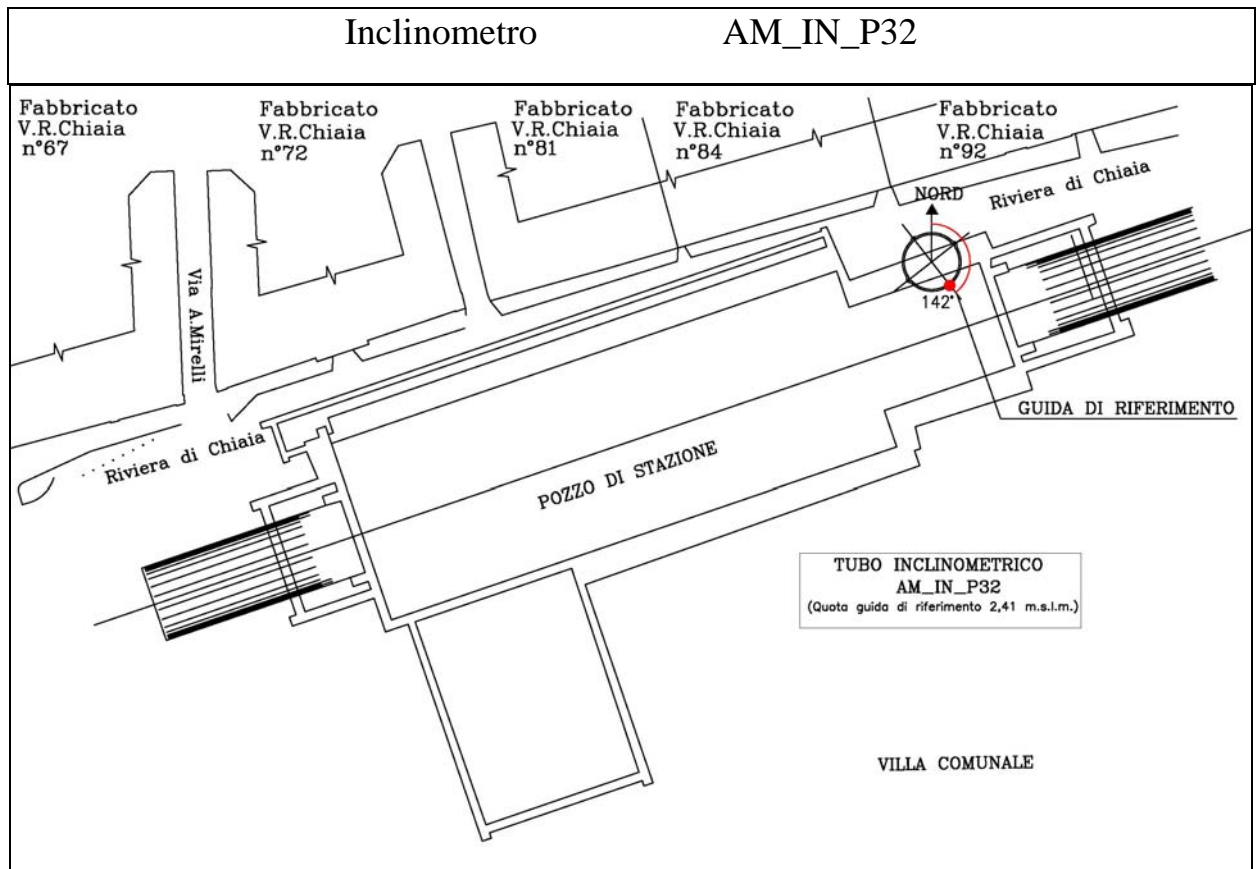 Inclinometro AM_IN_P32
Fabbricato
V.R.Chiaia
n°67
Fabbricato
V.R.Chiaia
n°72
Fabbricato
V.R.Chiaia
n°81
Fabbricato
V.R.Chiaia
n°84
Fabbricato
V.R.Chiaia
n°92
NORD
Riviera di Chiaia
142°
Via A.Mirelli
GUIDA DI RIFERIMENTO
Riviera di Chiaia
POZZO DI STAZIONE
TUBO INCLINOMETRICO
AM_IN_P32
(Quota guida di riferimento 2,41 m.s.l.m.)
VILLA COMUNALE